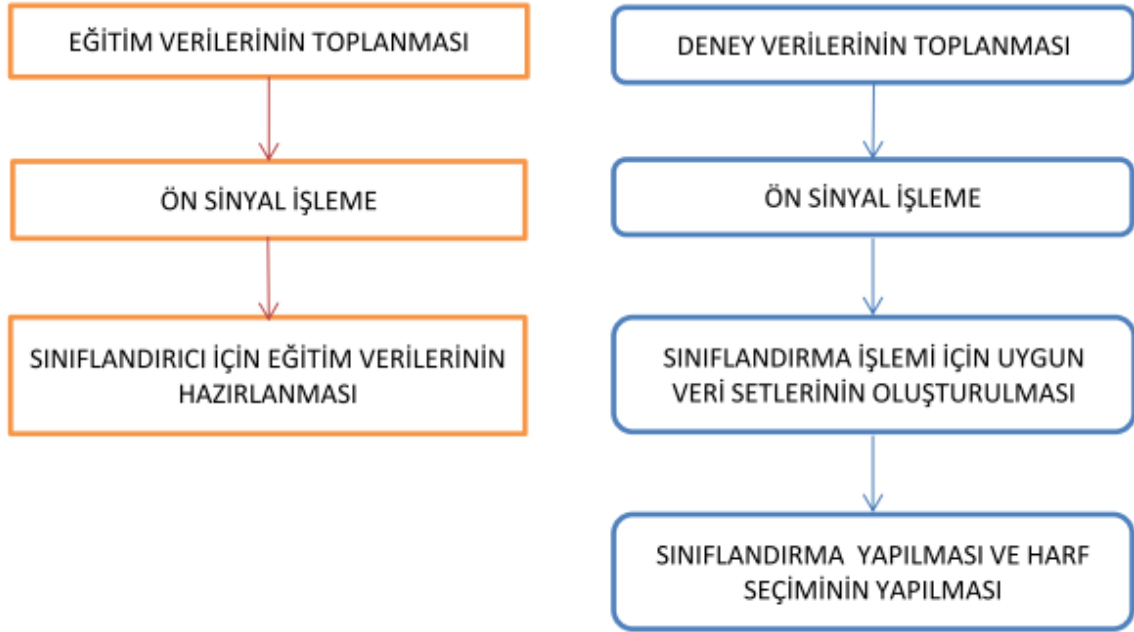 EĞİTİM VERİLERİNİN TOPLANMASI
ÖN SİNYAL İŞLEME
SINIFLANDIRICI İÇİN EĞİTİM VERİLERİNİN
HAZIRLANMASI
DENEY VERİLERİNİN TOPLANMASI
ÖN SİNYAL İŞLEME
SINIFLANDIRMA İŞLEMİ İÇİN UYGUN
VERİ SETLERİNİN OLUŞTURULMASI
SINIFLANDIRMA YAPILMASI VE HARF
SEÇİMİNİN YAPILMASI